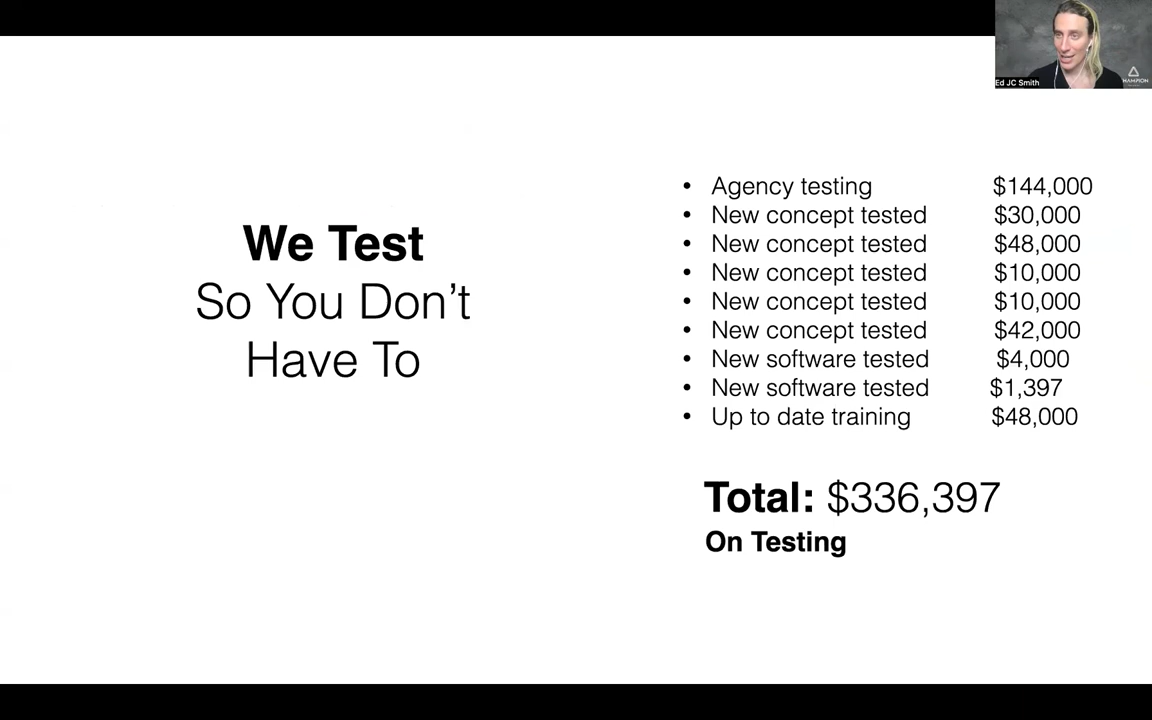 Ed JC Smith
HAMPION
We Test
So You Don’t
Have To
• Agency testing $144,000
• New concept tested $30,000
• New concept tested $48,000
• New concept tested $10,000
• New concept tested $10,000
• New concept tested $42,000
• New software tested $4,000
• New software tested $1,397
• Up to date training $48,000
Total: $336,397
On Testing